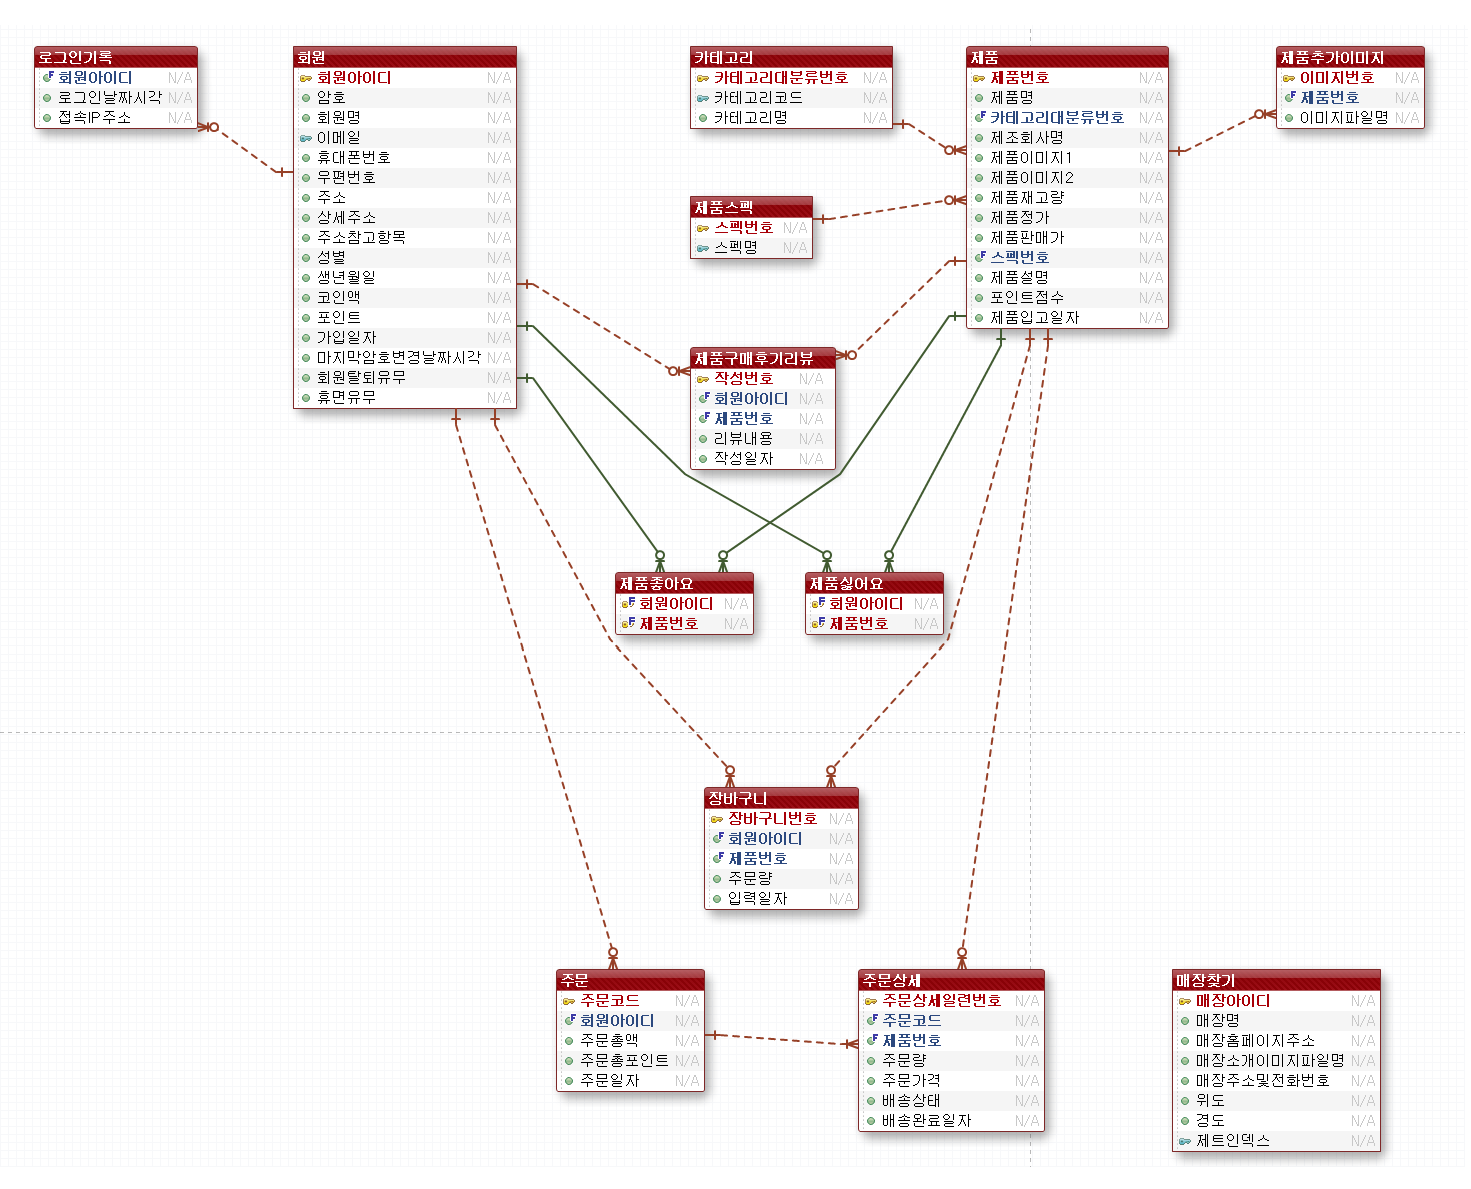 로그인기록
회원아이디 N/A
로그인날짜시각 N/A
접속IP주소 N/A
회원
회원아이디 N/A
암호 N/A
회원명 N/A
이메일 N/A
휴대폰번호 N/A
우편번호 N/A
주소 N/A
상세주소 N/A
주소참고항목 N/A
성별 N/A
생년월일 N/A
코인액 N/A
포인트 N/A
가입일자 N/A
마지막암호변경날짜시각 N/A
회원탈퇴유무 N/A
휴면유무 N/A
카테고리
카테고리대분류번호 N/A
카테고리코드 N/A
카테고리명 N/A
제품스펙
스펙번호 N/A
스펙명 N/A
제품
제품번호 N/A
제품명 N/A
카테고리대분류번호 N/A
제조회사명 N/A
제품이미지1 N/A
제품이미지2 N/A
제품재고량 N/A
제품정가 N/A
제품판매가 N/A
스펙번호 N/A
제품설명 N/A
포인트점수 N/A
제품입고일자 N/A
제품추가이미지
이미지번호 N/A
제품번호 N/A
이미지파일명 N/A
제품구매후기리뷰
작성번호 N/A
회원아이디 N/A
제품번호 N/A
리뷰내용 N/A
작성일자 N/A
제품좋아요
회원아이디 N/A
제품번호 N/A
제품싫어요
회원아이디 N/A
제품번호 N/A
장바구니
장바구니번호 N/A
회원아이디 N/A
제품번호 N/A
주문량 N/A
입력일자 N/A
주문
주문코드 N/A
회원아이디 N/A
주문총액 N/A
주문총포인트 N/A
주문일자 N/A
주문상세
주문상세일련번호 N/A
주문코드 N/A
제품번호 N/A
주문량 N/A
주문가격 N/A
배송상태 N/A
배송완료일자 N/A
매장찾기
매장아이디 N/A
매장명 N/A
매장홈페이지주소 N/A
매장소개이미지파일명 N/A
매장주소및전화번호 N/A
위도 N/A
경도 N/A
제트인덱스 N/A